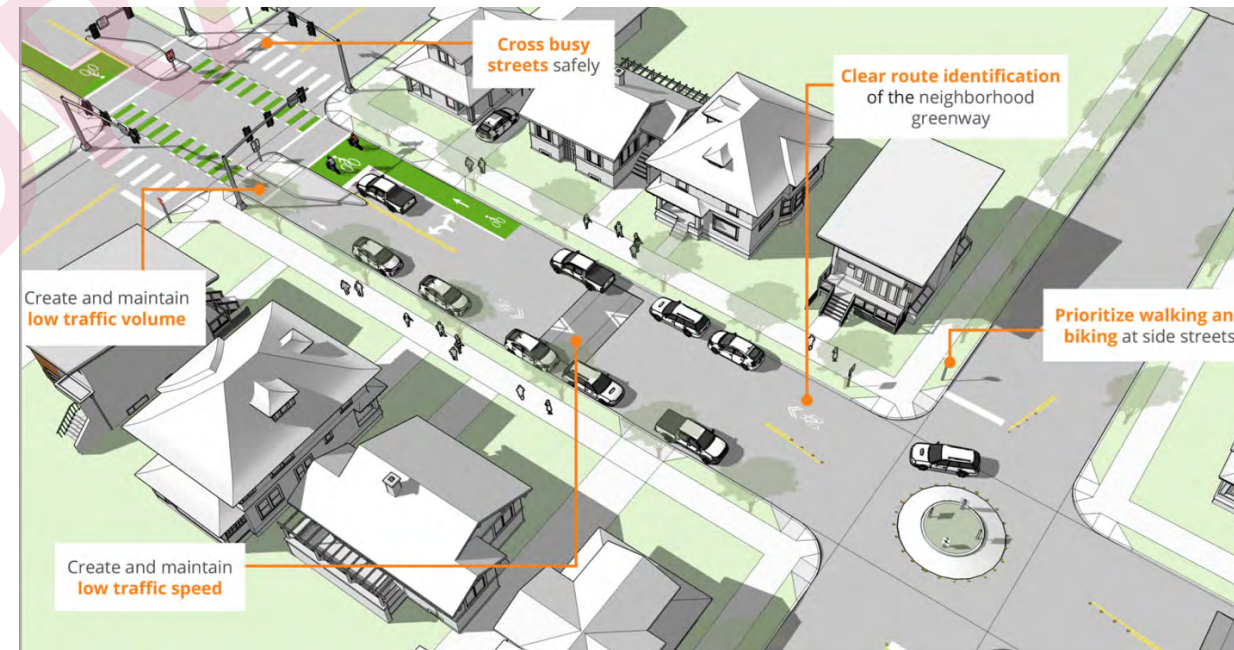 Cross busy
streets safely
Clear route identification
of the neighborhood
greenway
Create and maintain
low traffic volume
Prioritize walking an
biking at side streets
Create and maintain
low traffic speed